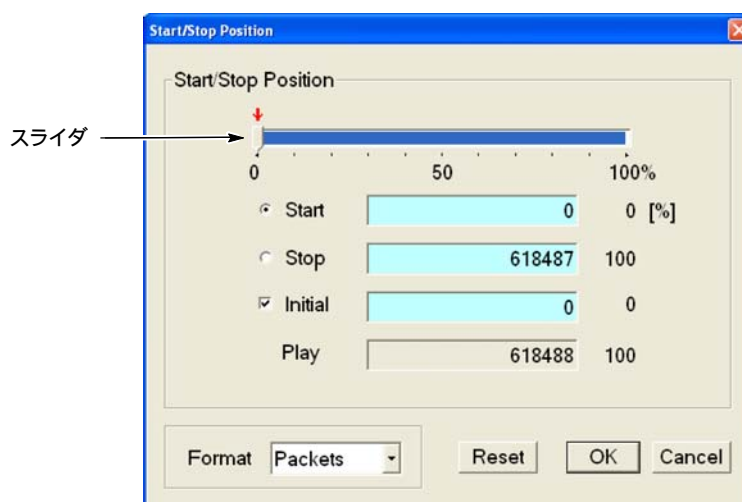 Start/Stop Position
Start/Stop Position
スライダ
0 50 100%
Start 0 0 [%]
Stop 618487 100
Initial 0 0
Play 618488 100
Format Packets Reset OK Cancel